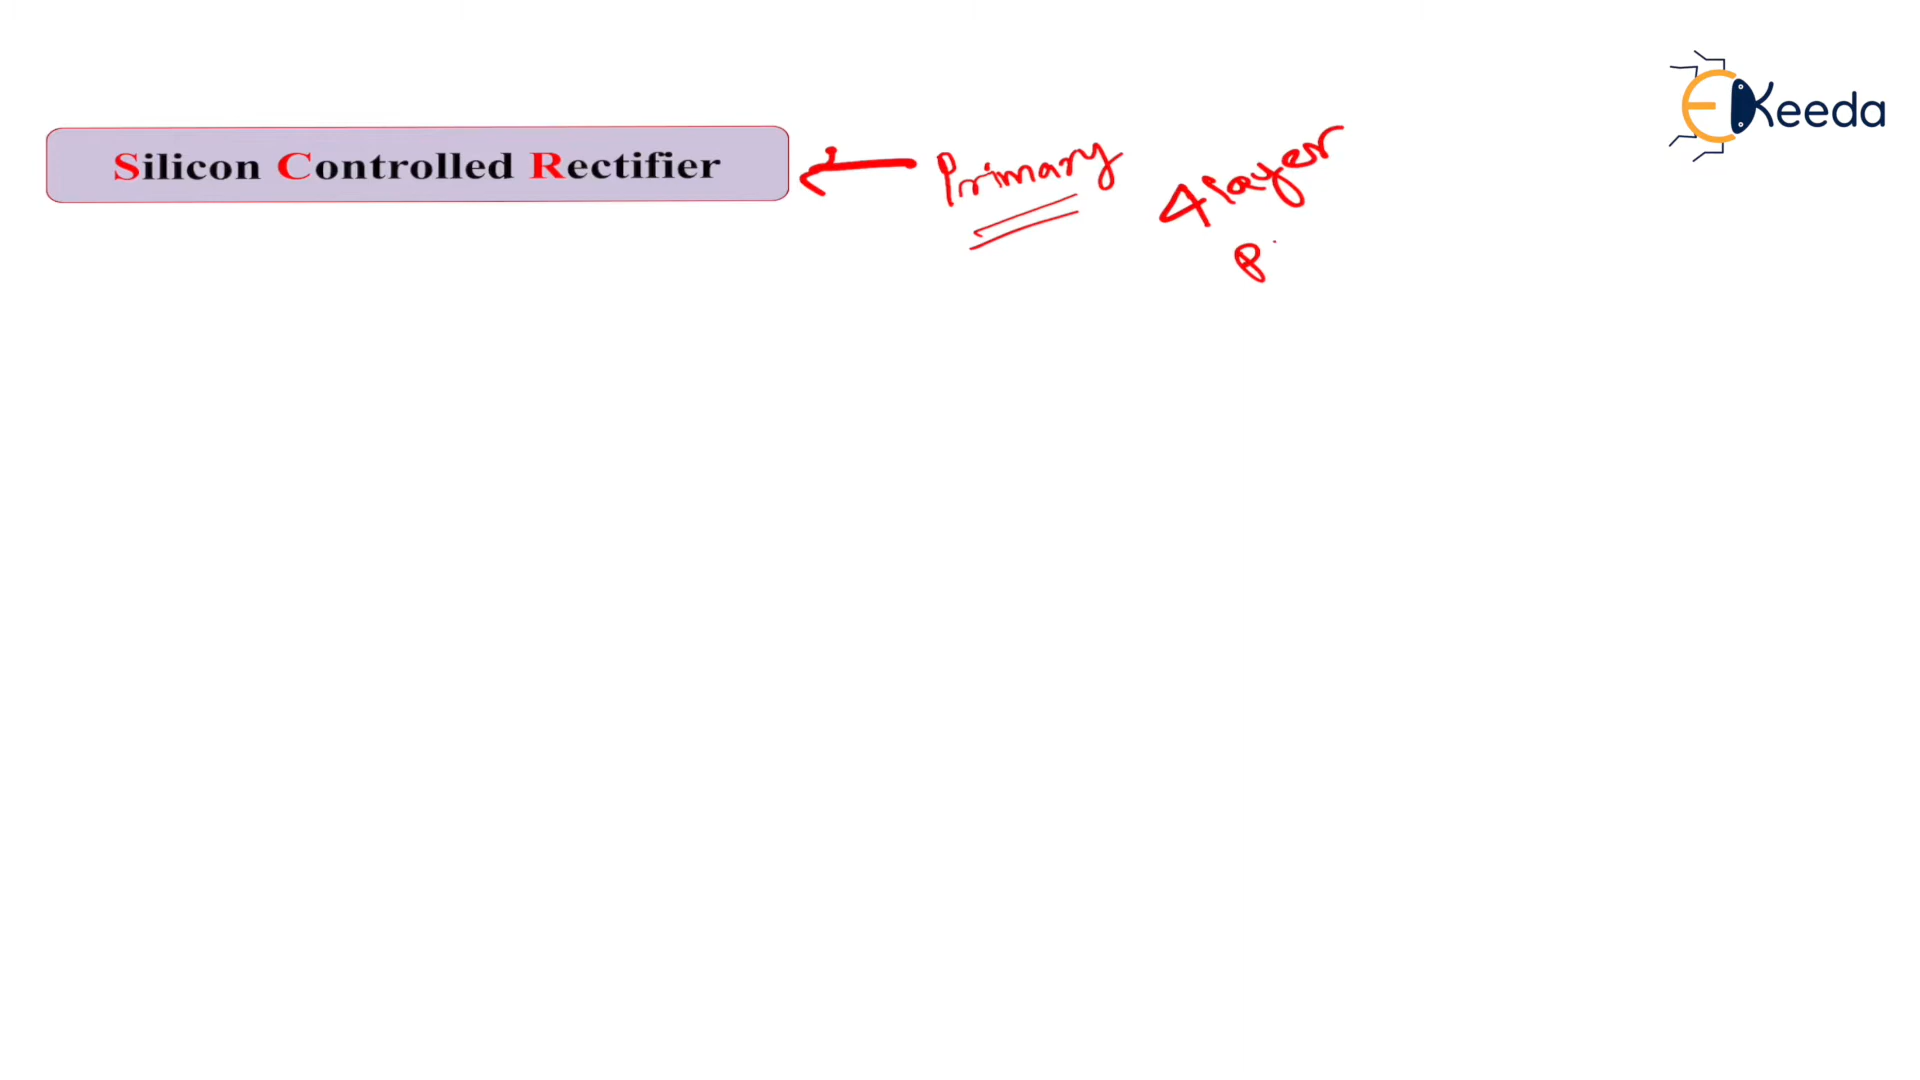 EKeeda
Silicon Controlled Rectifier
Primary
4 layer
P